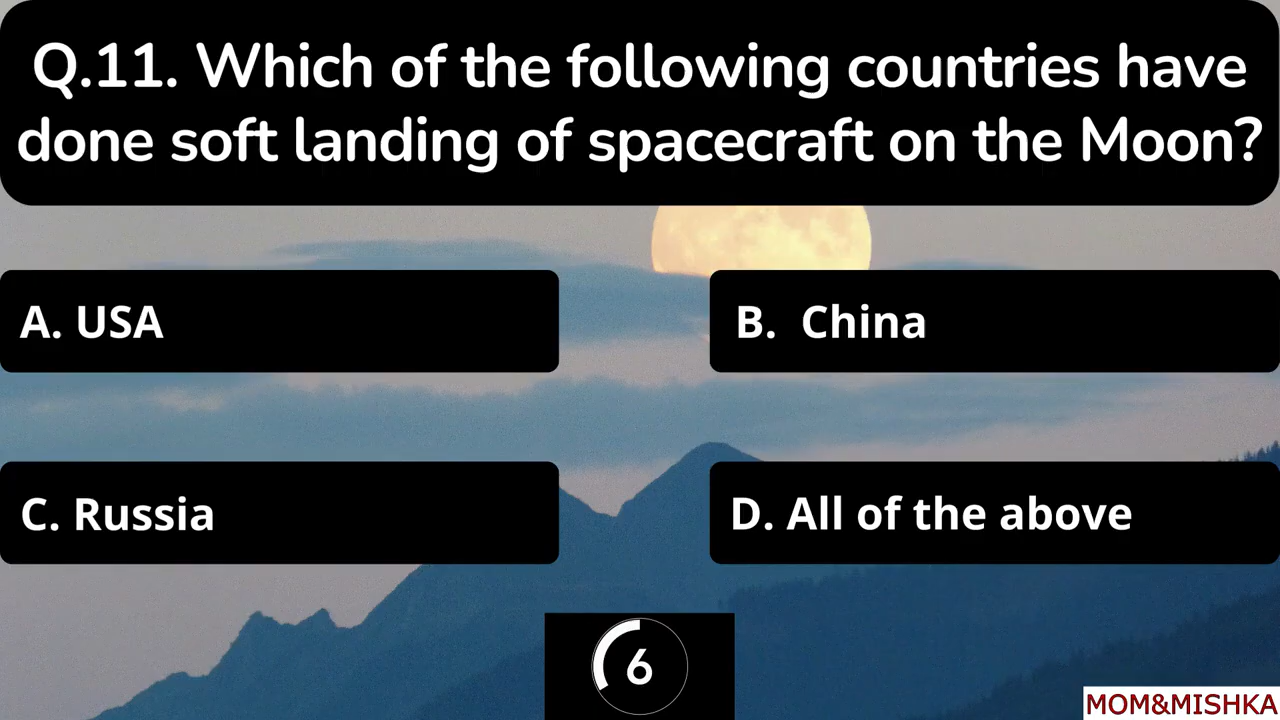 Q.11. Which of the following countries have
done soft landing of spacecraft on the Moon?
A. USA
B. China
C. Russia
D. All of the above
6
MOM&MISHKA